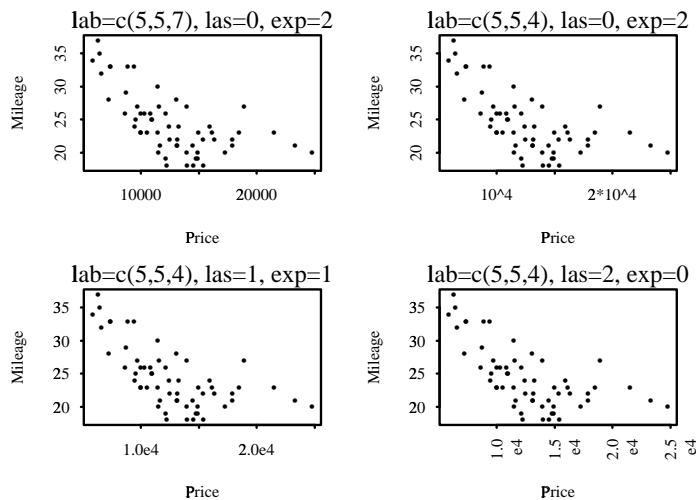 lab=c(5,5,7), las=0, exp=2
Mileage
35
30
25
20
10000 20000
Price
lab=c(5,5,4), las=0, exp=2
Mileage
35
30
25
20
10^4 2*10^4
Price
lab=c(5,5,4), las=1, exp=1
Mileage
35
30
25
20
1.0e4 2.0e4
Price
lab=c(5,5,4), las=2, exp=0
Mileage
35
30
25
20
1.0 e4
1.5 e4
2.0 e4
2.5 e4
Price